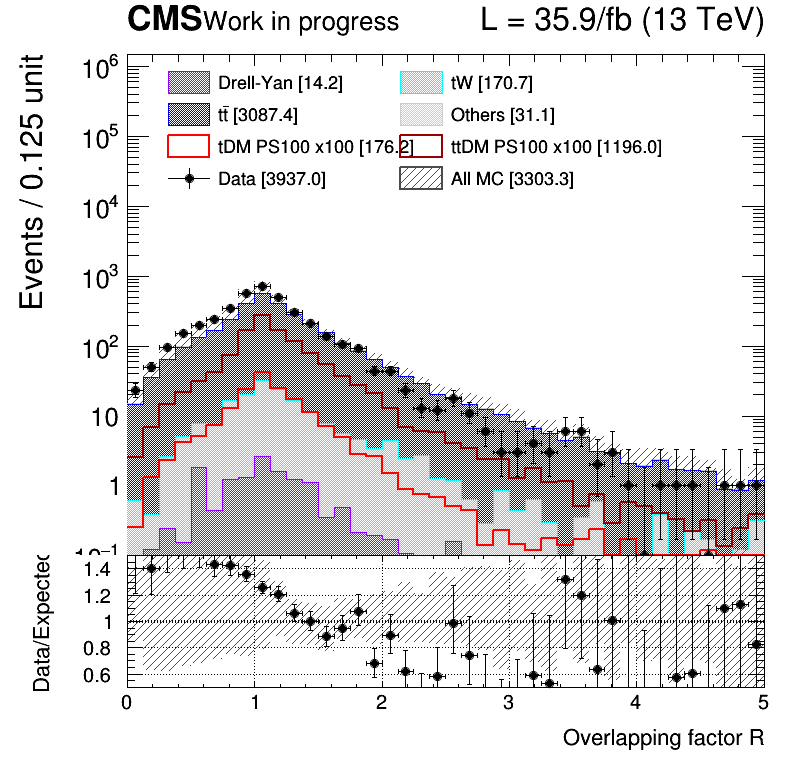 CMS Work in progress L = 35.9/fb (13 TeV)
Events / 0.125 unit
10⁶
10⁵
10⁴
10³
10²
10
1
10⁻¹
Drell-Yan [14.2] tW [170.7]
tt̄ [3087.4] Others [31.1]
tDM PS100 x100 [176.2] ttDM PS100 x100 [1196.0]
Data [3937.0] All MC [3303.3]
Data/Expected
1.4
1.2
1
0.8
0.6
0 1 2 3 4 5
Overlapping factor R